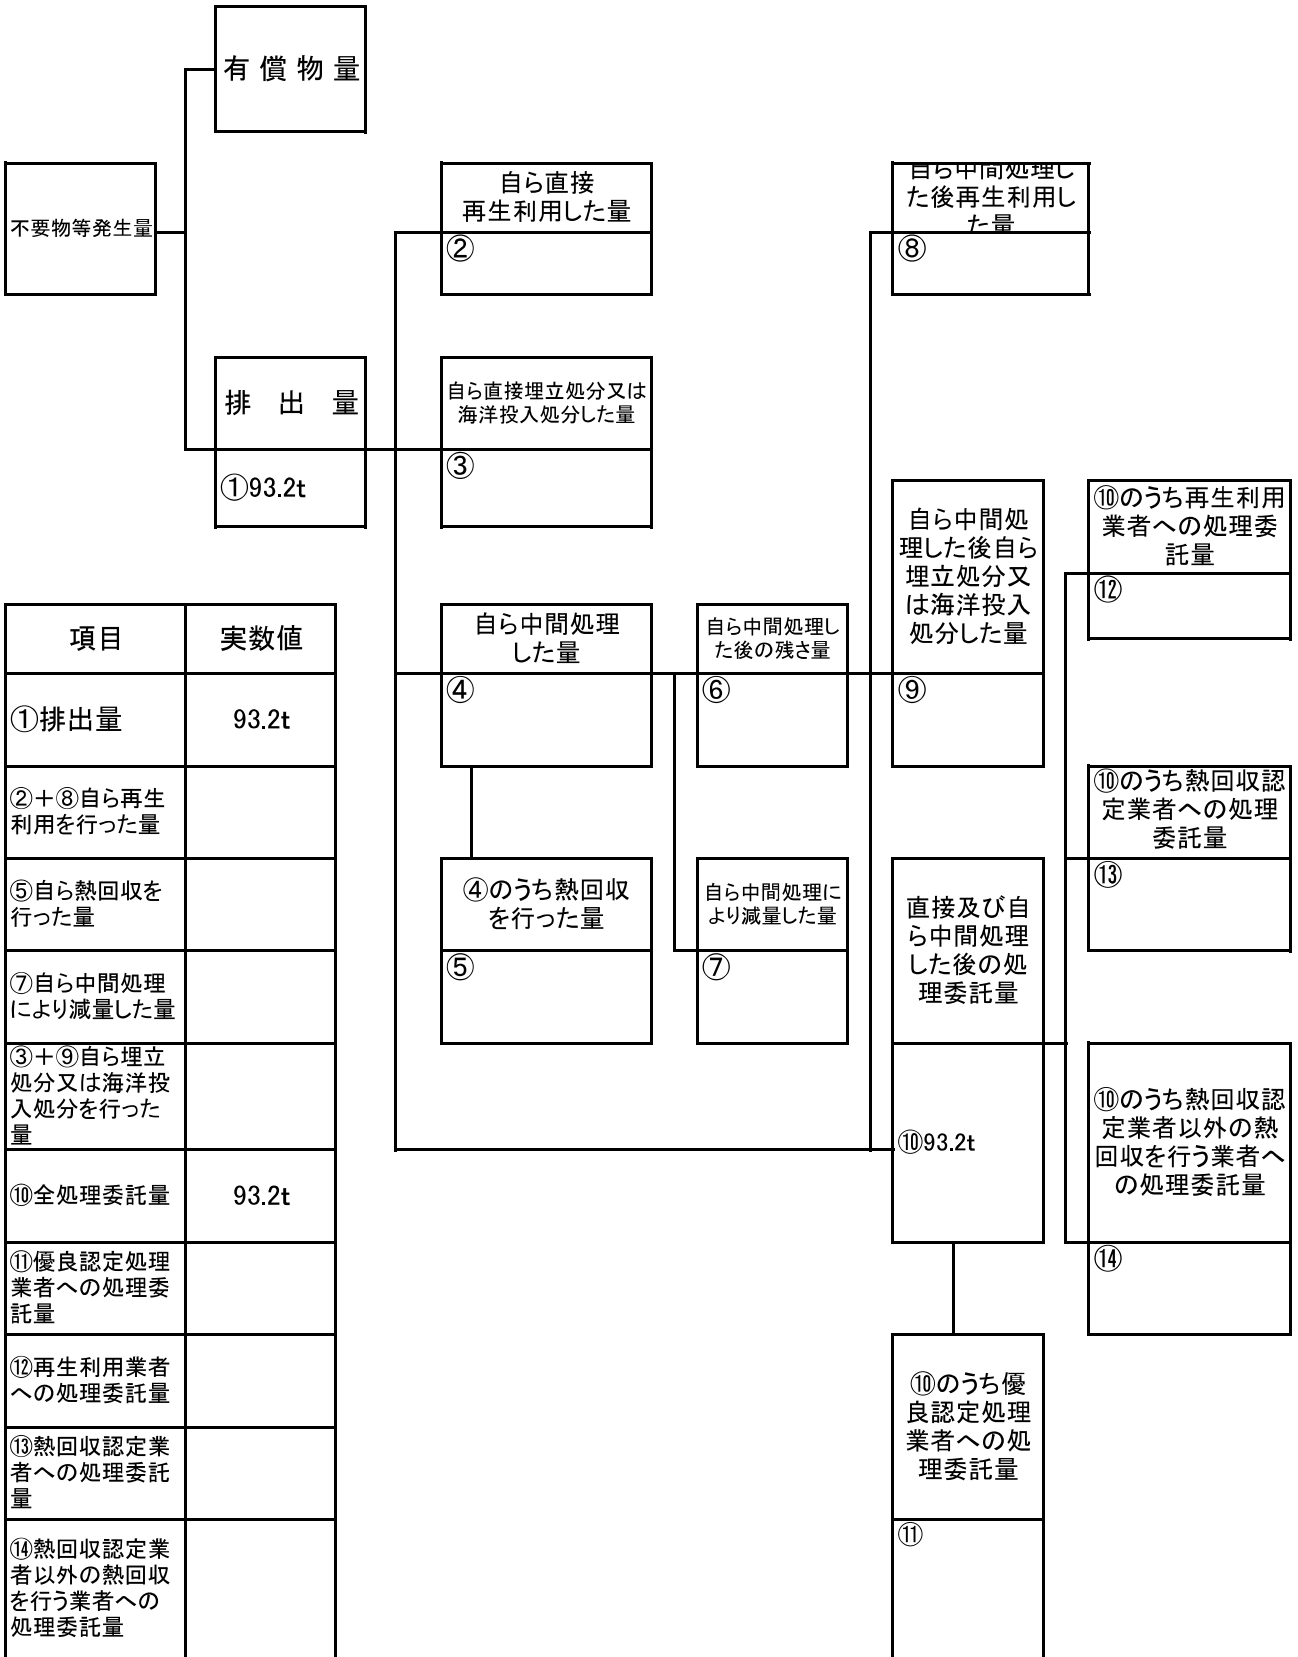 有償物量
不要物等発生量
自ら直接
再生利用した量
②
自ら中間処理し
た後再生利用し
た量
⑧
排出量
①93.2t
自ら直接埋立処分又は
海洋投入処分した量
③
自ら中間処
理した後自ら
埋立処分又
は海洋投入
処分した量
⑨
⑩のうち再生利用
業者への処理委
託量
⑫
自ら中間処理
した量
④
自ら中間処理し
た後の残さ量
⑥
⑩のうち熱回収認
定業者への処理
委託量
⑬
④のうち熱回収
を行った量
⑤
自ら中間処理に
より減量した量
⑦
直接及び自
ら中間処理
した後の処
理委託量
⑩93.2t
⑩のうち熱回収認
定業者以外の熱
回収を行う業者へ
の処理委託量
⑭
⑩のうち優
良認定処理
業者への処
理委託量
⑪
項目 実数値
①排出量 93.2t
②＋⑧自ら再生
利用を行った量
⑤自ら熱回収を
行った量
⑦自ら中間処理
により減量した量
③＋⑨自ら埋立
処分又は海洋投
入処分を行った
量
⑩全処理委託量 93.2t
⑪優良認定処理
業者への処理委
託量
⑫再生利用業者
への処理委託量
⑬熱回収認定業
者への処理委託
量
⑭熱回収認定業
者以外の熱回収
を行う業者への
処理委託量